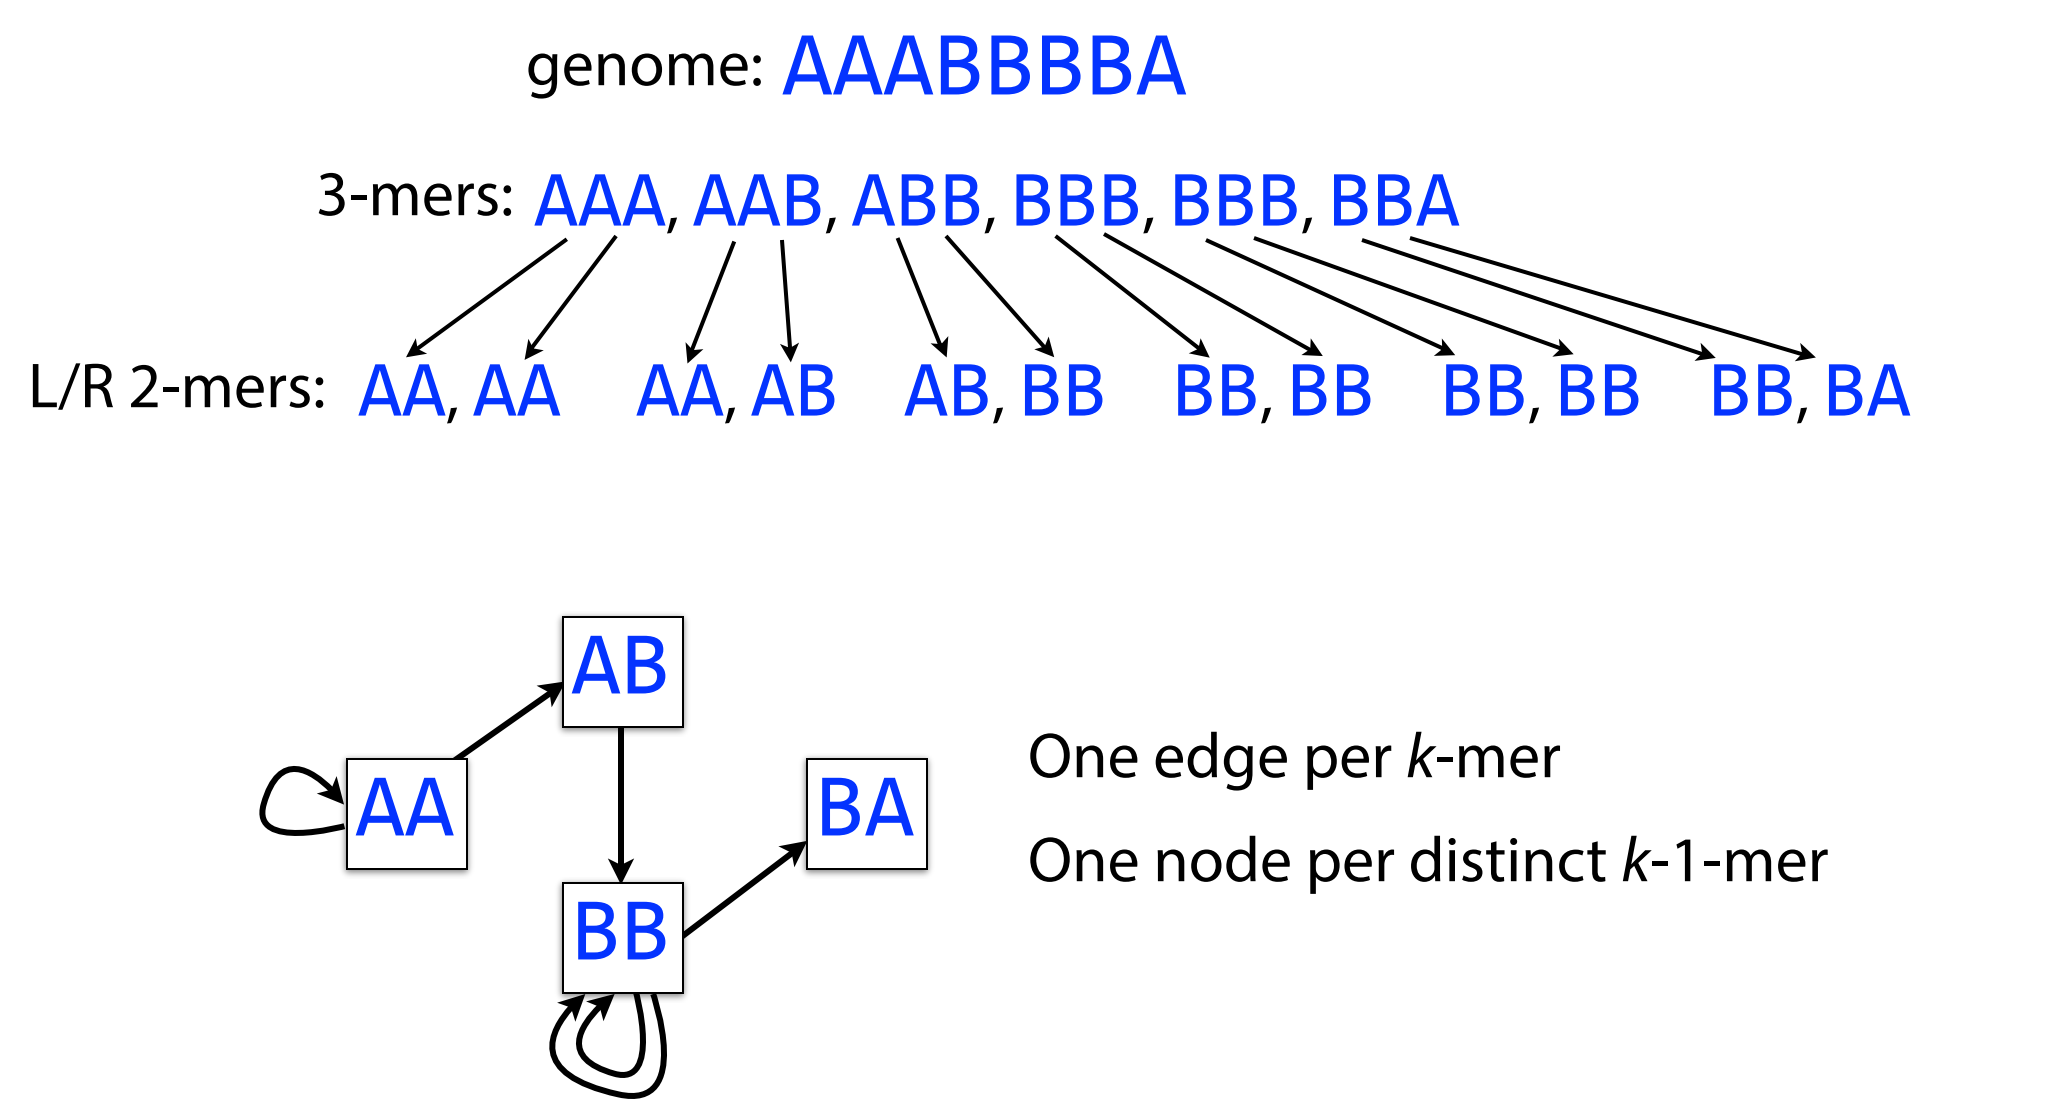 genome: AAABBBBA
3-mers: AAA, AAB, ABB, BBB, BBB, BBA
L/R 2-mers: AA, AA AA, AB AB, BB BB, BB BB, BB BB, BA
AB
AA
BA
BB
One edge per k-mer
One node per distinct k-1-mer